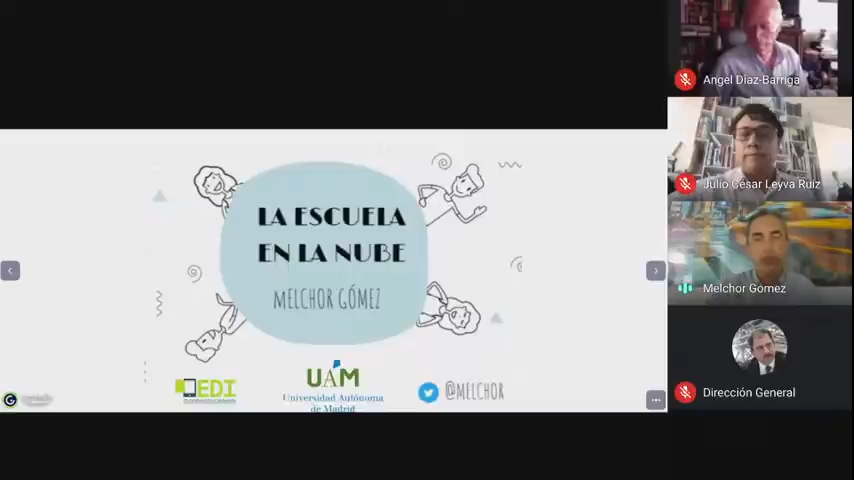 LA ESCUELA
EN LA NUBE
MELCHOR GÓMEZ
EDI
UAM
Universidad Autónoma
de Madrid
@MELCHOR
Angel Díaz-Barriga
Julio César Leyva Ruiz
Melchor Gómez
Dirección General